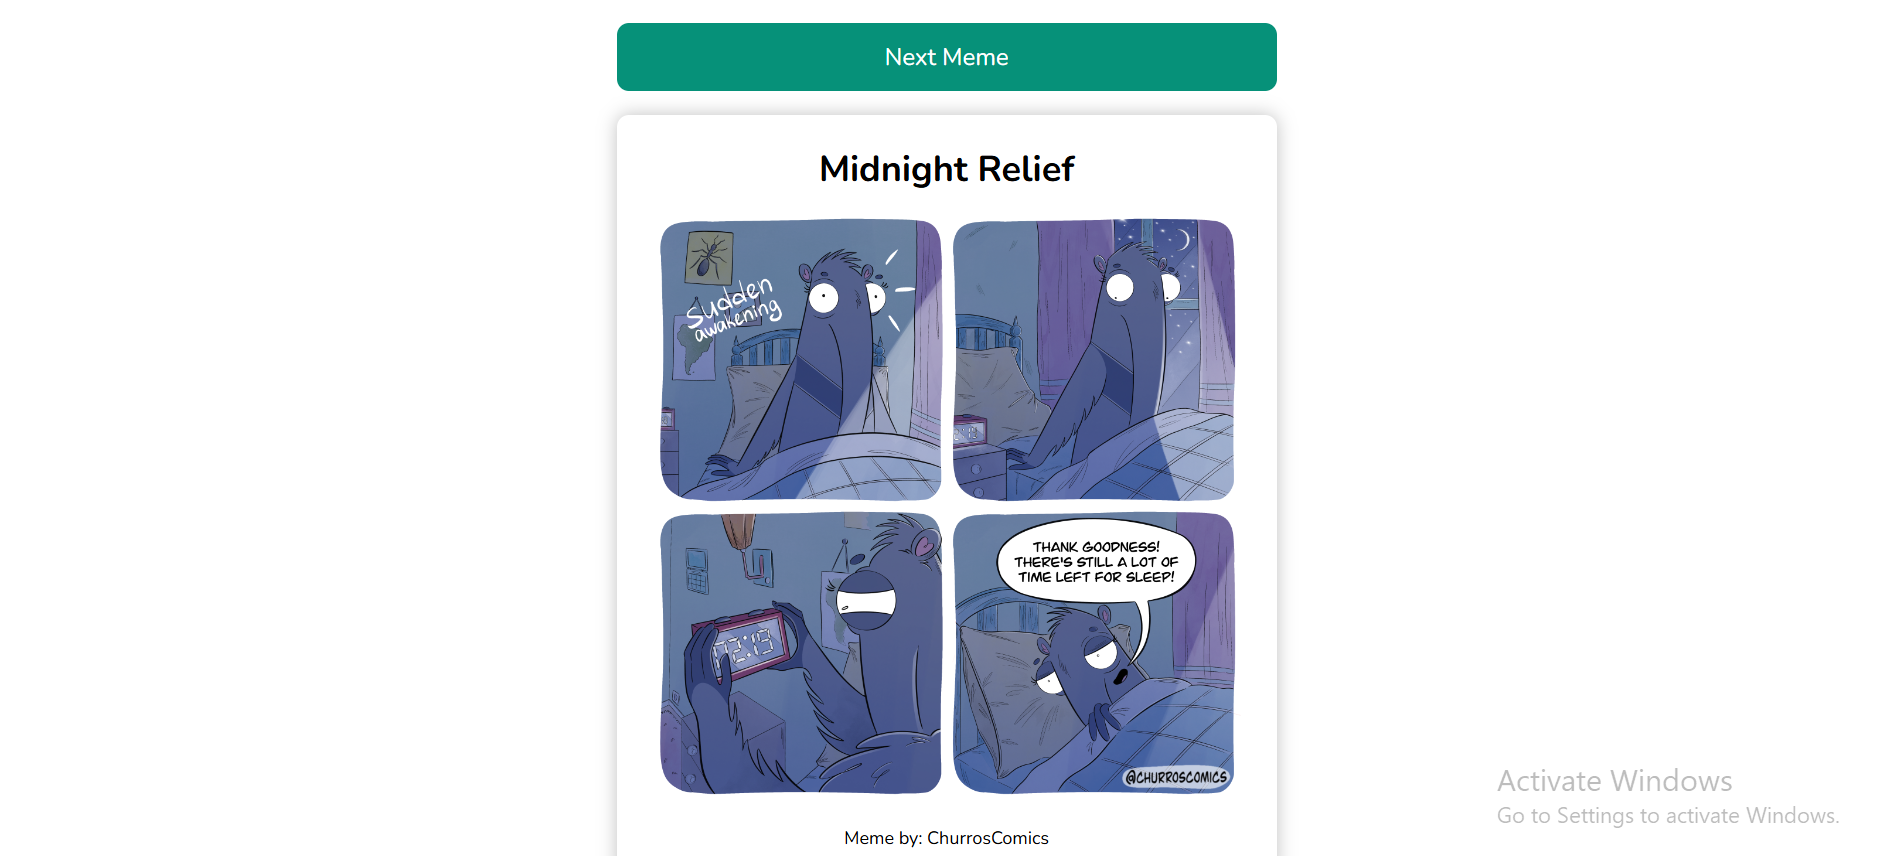 Next Meme
Midnight Relief
Sudden
awakening
02:19
THANK GOODNESS!
THERE'S STILL A LOT OF
TIME LEFT FOR SLEEP!
@CHURROSCOMICS
Meme by: ChurrosComics
Activate Windows
Go to Settings to activate Windows.